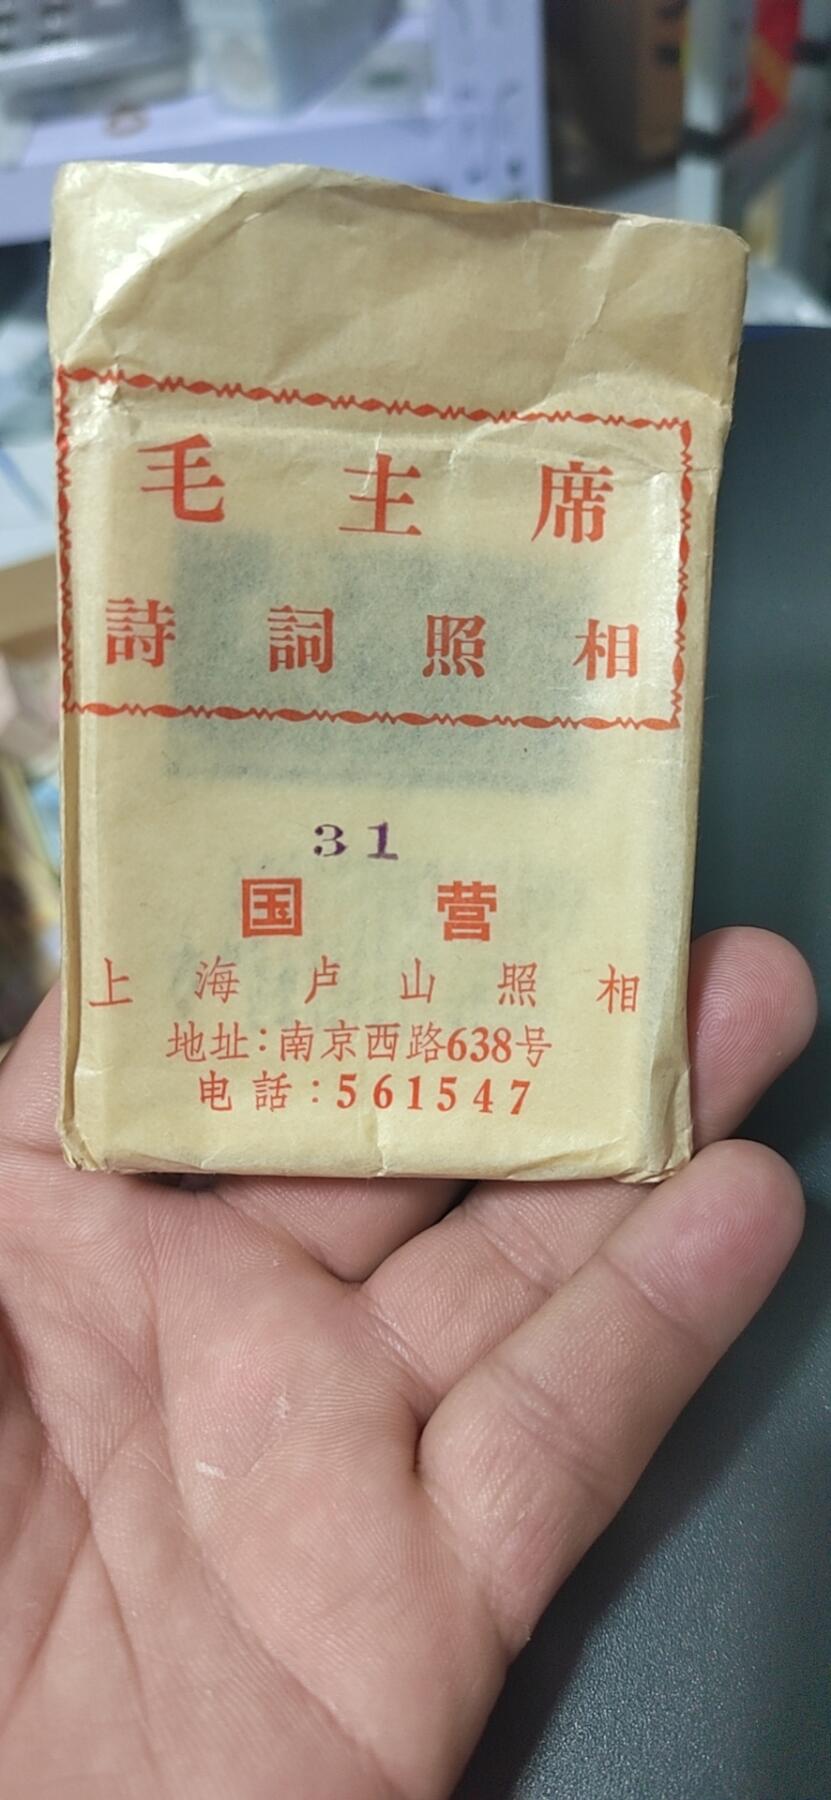 毛主席
詩詞照相
31
国营
上海卢山照相
地址:南京西路638号
电話:561547